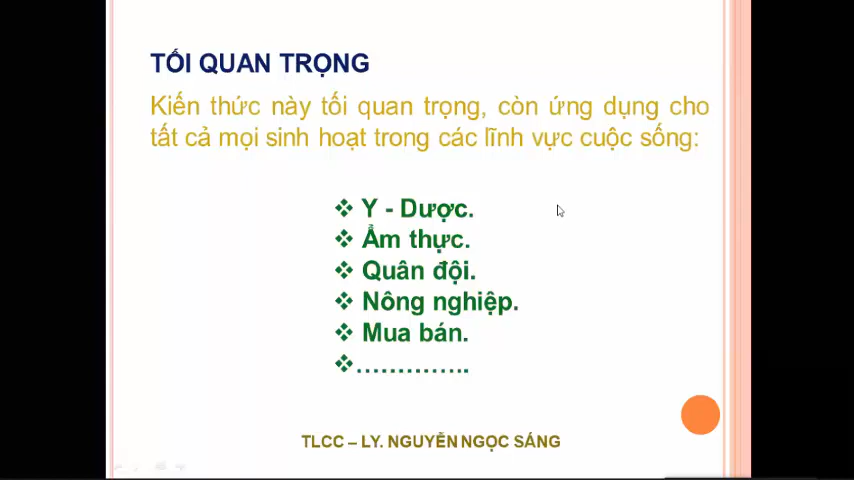 TỐI QUAN TRỌNG
Kiến thức này tối quan trọng, còn ứng dụng cho
tất cả mọi sinh hoạt trong các lĩnh vực cuộc sống:
❖ Y - Dược.
❖ Ẩm thực.
❖ Quân đội.
❖ Nông nghiệp.
❖ Mua bán.
❖…………..
TLCC – LY. NGUYỄN NGỌC SÁNG